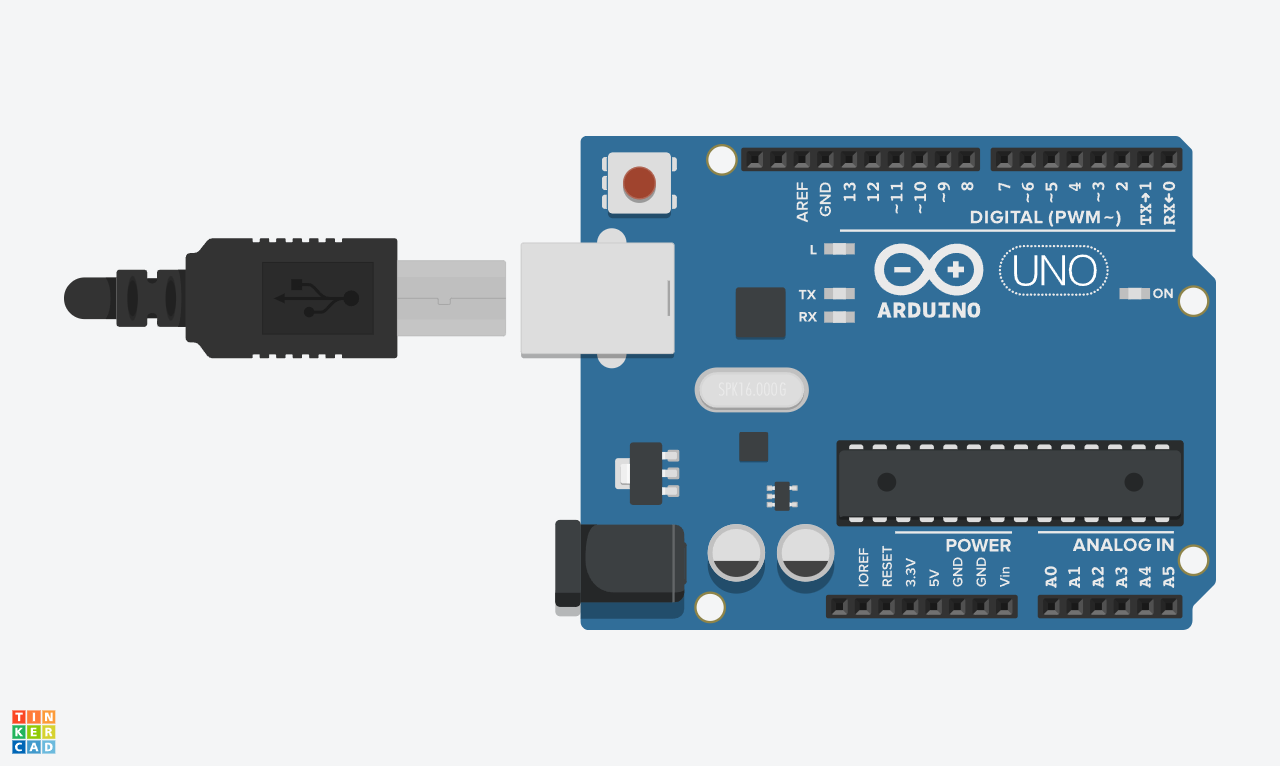 AREF
GND
13
12
~11
~10
~9
8
7
~6
~5
4
~3
2
TX→1
RX←0
DIGITAL (PWM~)
L
TX
RX
ARDUINO
UNO
ON
SPK16.000G
POWER
ANALOG IN
IOREF
RESET
3.3V
5V
GND
GND
Vin
A0
A1
A2
A3
A4
A5
TIN
KER
CAD